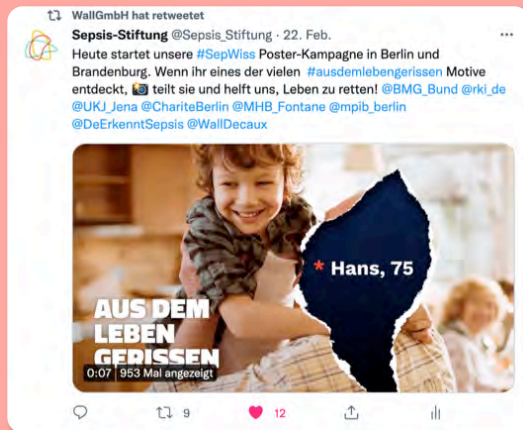 WallGmbH hat retweetet
Sepsis-Stiftung @Sepsis_Stiftung · 22. Feb.
Heute startet unsere #SepWiss Poster-Kampagne in Berlin und
Brandenburg. Wenn ihr eines der vielen #ausdemlebengerissen Motive
entdeckt, 📸 teilt sie und helft uns, Leben zu retten! @BMG_Bund @rki_de
@UKJ_Jena @ChariteBerlin @MHB_Fontane @mpib_berlin
@DeErkenntSepsis @WallDecaux
* Hans, 75
AUS DEM
LEBEN
GERISSEN
0:07 953 Mal angezeigt
9 12